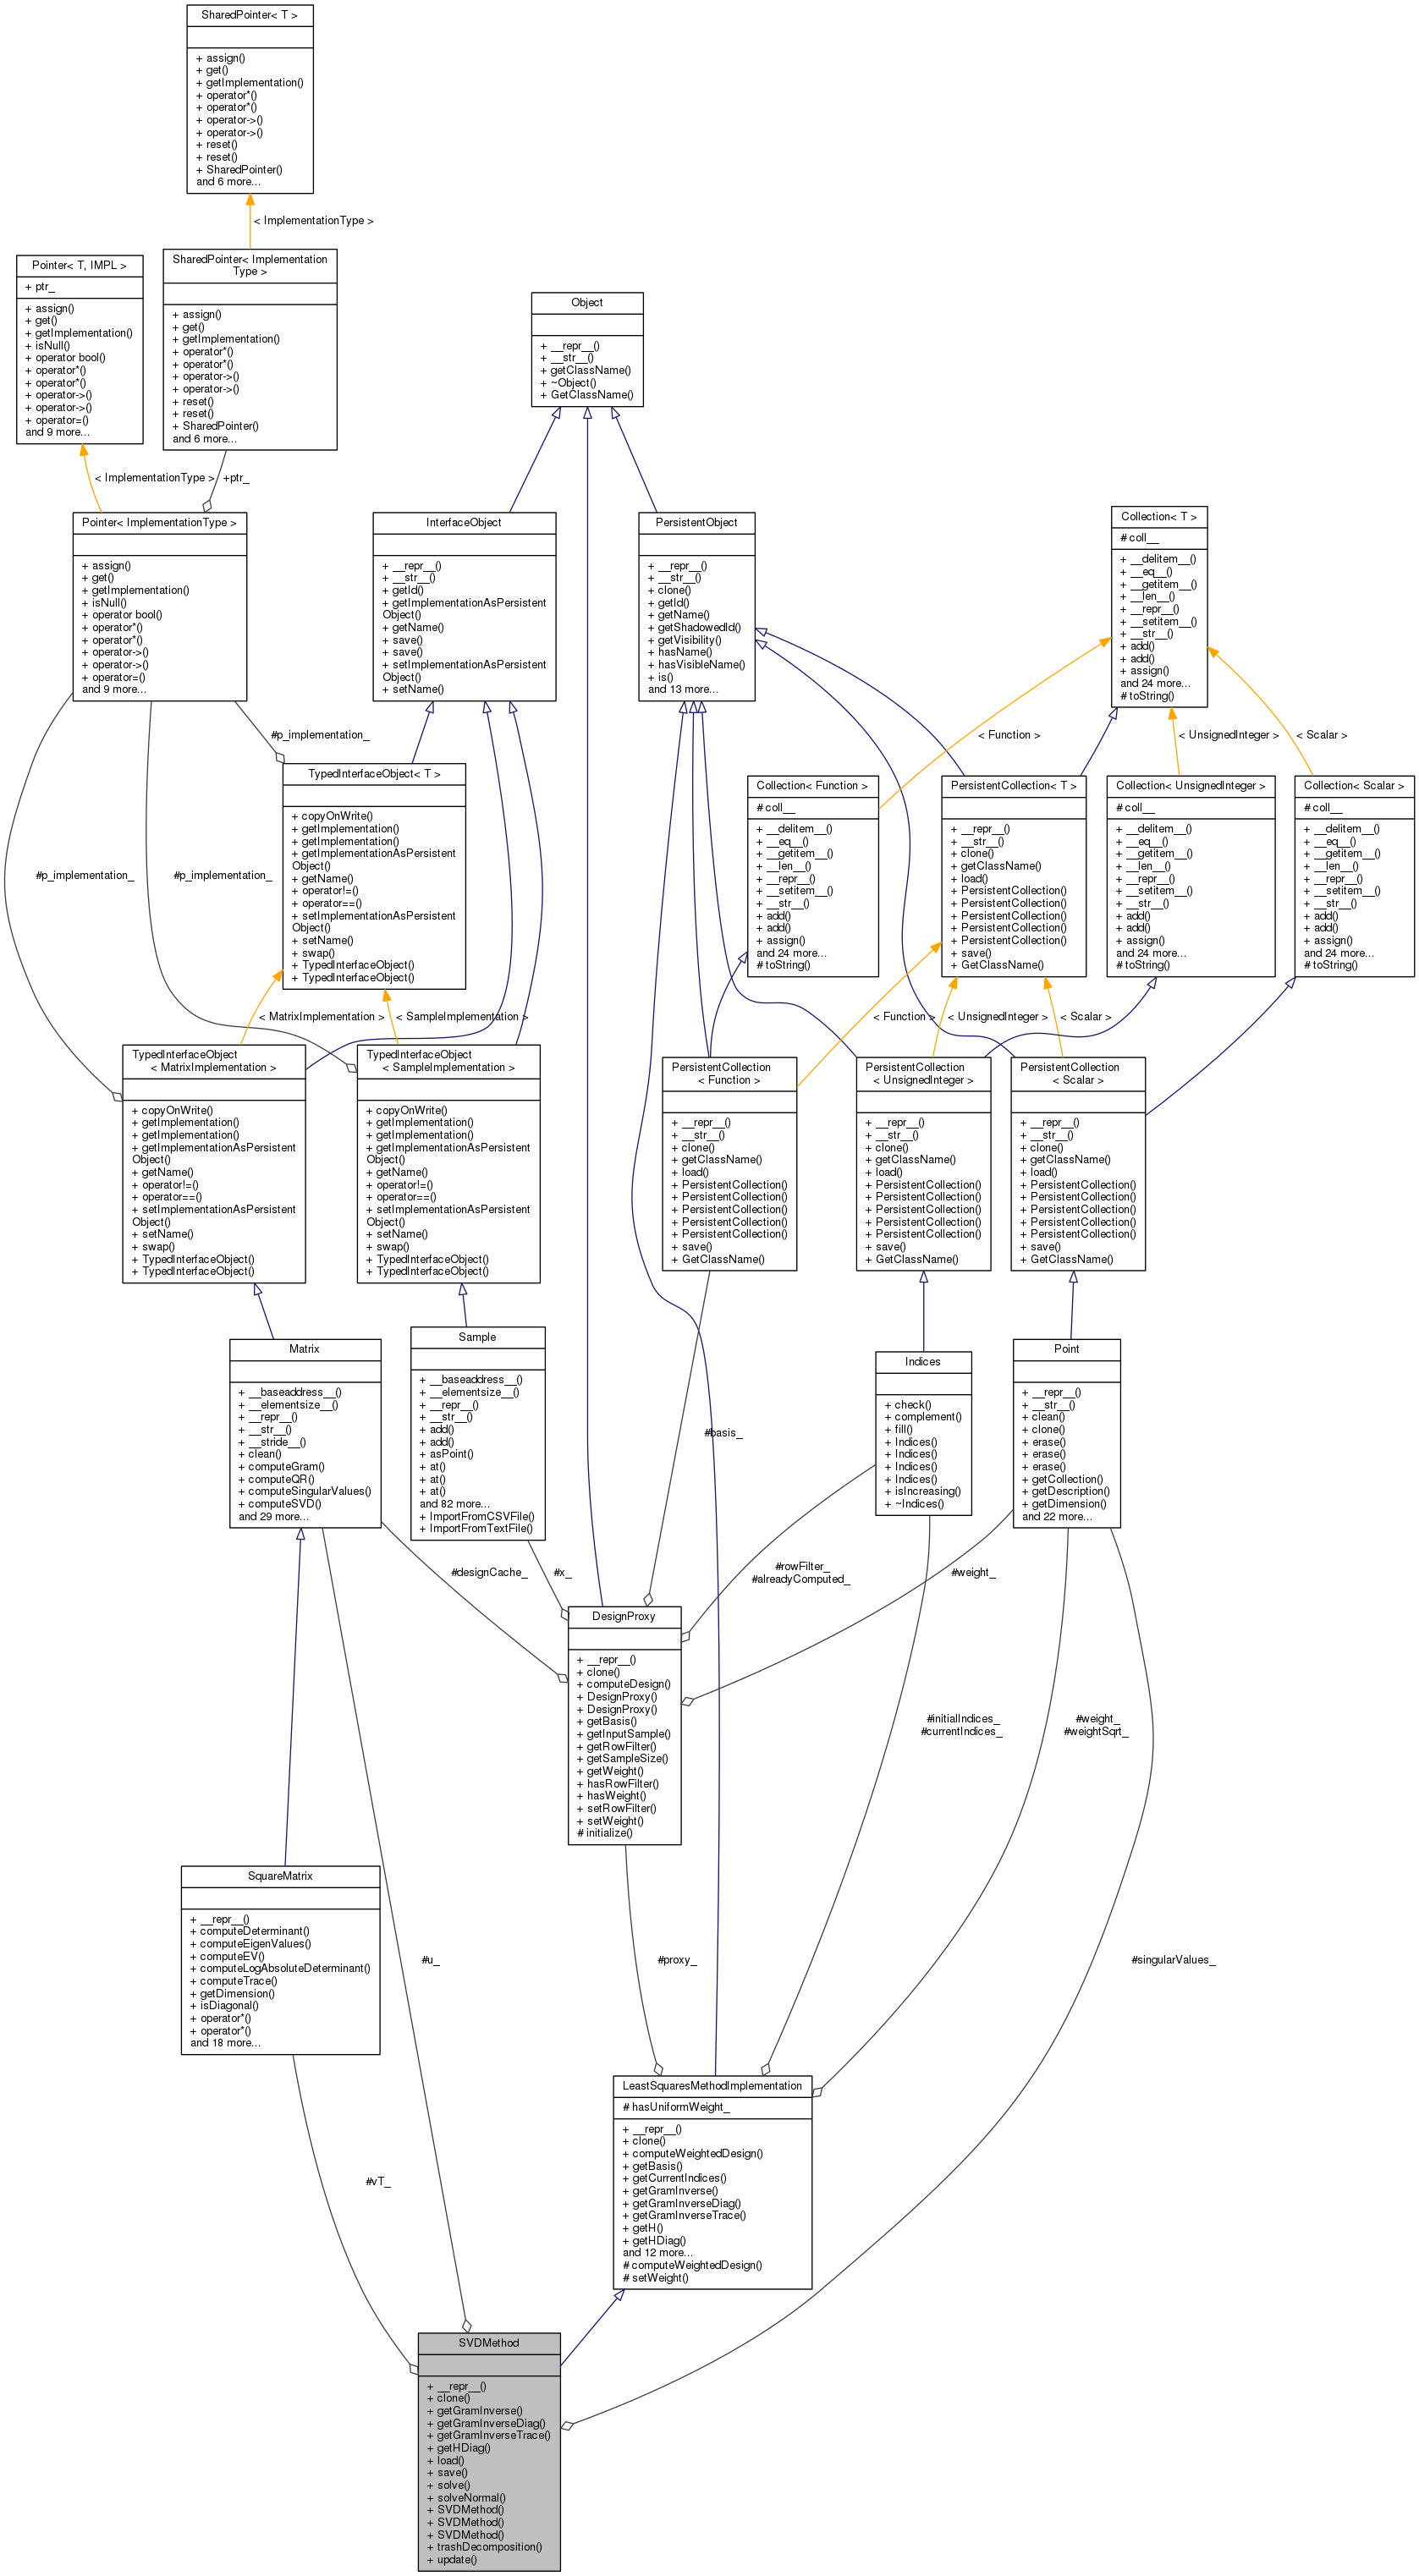 SharedPointer< T >
+ assign()
+ get()
+ getImplementation()
+ operator*()
+ operator*()
+ operator->()
+ operator->()
+ reset()
+ reset()
+ SharedPointer()
and 6 more...
< ImplementationType >
Pointer< T, IMPL >
+ ptr_
+ assign()
+ get()
+ getImplementation()
+ isNull()
+ operator bool()
+ operator*()
+ operator*()
+ operator->()
+ operator->()
+ operator=()
and 9 more...
SharedPointer< Implementation
Type >
+ assign()
+ get()
+ getImplementation()
+ operator*()
+ operator*()
+ operator->()
+ operator->()
+ reset()
+ reset()
+ SharedPointer()
and 6 more...
Object
+ __repr__()
+ __str__()
+ getClassName()
+ ~Object()
+ GetClassName()
< ImplementationType >
+ptr_
Pointer< ImplementationType >
+ assign()
+ get()
+ getImplementation()
+ isNull()
+ operator bool()
+ operator*()
+ operator*()
+ operator->()
+ operator->()
+ operator=()
and 9 more...
InterfaceObject
+ __repr__()
+ __str__()
+ getId()
+ getImplementationAsPersistent
Object()
+ getName()
+ save()
+ save()
+ setImplementationAsPersistent
Object()
+ setName()
PersistentObject
+ __repr__()
+ __str__()
+ clone()
+ getId()
+ getName()
+ getShadowedId()
+ getVisibility()
+ hasName()
+ hasVisibleName()
+ is()
and 13 more...
Collection< T >
# coll__
+ __delitem__()
+ __eq__()
+ __getitem__()
+ __len__()
+ __repr__()
+ __setitem__()
+ __str__()
+ add()
+ add()
+ assign()
and 24 more...
# toString()
#p_implementation_
< Function >
< UnsignedInteger >
< Scalar >
TypedInterfaceObject< T >
+ copyOnWrite()
+ getImplementation()
+ getImplementation()
+ getImplementationAsPersistent
Object()
+ getName()
+ operator!=()
+ operator==()
+ setImplementationAsPersistent
Object()
+ setName()
+ swap()
+ TypedInterfaceObject()
+ TypedInterfaceObject()
Collection< Function >
# coll__
+ __delitem__()
+ __eq__()
+ __getitem__()
+ __len__()
+ __repr__()
+ __setitem__()
+ __str__()
+ add()
+ add()
+ assign()
and 24 more...
# toString()
PersistentCollection< T >
+ __repr__()
+ __str__()
+ clone()
+ getClassName()
+ load()
+ PersistentCollection()
+ PersistentCollection()
+ PersistentCollection()
+ PersistentCollection()
+ PersistentCollection()
+ save()
+ GetClassName()
Collection< UnsignedInteger >
# coll__
+ __delitem__()
+ __eq__()
+ __getitem__()
+ __len__()
+ __repr__()
+ __setitem__()
+ __str__()
+ add()
+ add()
+ assign()
and 24 more...
# toString()
Collection< Scalar >
# coll__
+ __delitem__()
+ __eq__()
+ __getitem__()
+ __len__()
+ __repr__()
+ __setitem__()
+ __str__()
+ add()
+ add()
+ assign()
and 24 more...
# toString()
#p_implementation_
#p_implementation_
< MatrixImplementation >
< SampleImplementation >
< Function >
< UnsignedInteger >
< Scalar >
TypedInterfaceObject
< MatrixImplementation >
+ copyOnWrite()
+ getImplementation()
+ getImplementation()
+ getImplementationAsPersistent
Object()
+ getName()
+ operator!=()
+ operator==()
+ setImplementationAsPersistent
Object()
+ setName()
+ swap()
+ TypedInterfaceObject()
+ TypedInterfaceObject()
TypedInterfaceObject
< SampleImplementation >
+ copyOnWrite()
+ getImplementation()
+ getImplementation()
+ getImplementationAsPersistent
Object()
+ getName()
+ operator!=()
+ operator==()
+ setImplementationAsPersistent
Object()
+ setName()
+ swap()
+ TypedInterfaceObject()
+ TypedInterfaceObject()
PersistentCollection
< Function >
+ __repr__()
+ __str__()
+ clone()
+ getClassName()
+ load()
+ PersistentCollection()
+ PersistentCollection()
+ PersistentCollection()
+ PersistentCollection()
+ PersistentCollection()
+ save()
+ GetClassName()
PersistentCollection
< UnsignedInteger >
+ __repr__()
+ __str__()
+ clone()
+ getClassName()
+ load()
+ PersistentCollection()
+ PersistentCollection()
+ PersistentCollection()
+ PersistentCollection()
+ PersistentCollection()
+ save()
+ GetClassName()
PersistentCollection
< Scalar >
+ __repr__()
+ __str__()
+ clone()
+ getClassName()
+ load()
+ PersistentCollection()
+ PersistentCollection()
+ PersistentCollection()
+ PersistentCollection()
+ PersistentCollection()
+ save()
+ GetClassName()
Matrix
+ __baseaddress__()
+ __elementsize__()
+ __repr__()
+ __str__()
+ __stride__()
+ clean()
+ computeGram()
+ computeQR()
+ computeSingularValues()
+ computeSVD()
and 29 more...
Sample
+ __baseaddress__()
+ __elementsize__()
+ __repr__()
+ __str__()
+ add()
+ add()
+ asPoint()
+ at()
+ at()
+ at()
and 82 more...
+ ImportFromCSVFile()
+ ImportFromTextFile()
Indices
+ check()
+ complement()
+ fill()
+ Indices()
+ Indices()
+ Indices()
+ Indices()
+ isIncreasing()
+ ~Indices()
Point
+ __repr__()
+ __str__()
+ clean()
+ clone()
+ erase()
+ erase()
+ erase()
+ getCollection()
+ getDescription()
+ getDimension()
and 22 more...
#basis_
#designCache_
#x_
#rowFilter_
#alreadyComputed_
#weight_
DesignProxy
+ __repr__()
+ clone()
+ computeDesign()
+ DesignProxy()
+ DesignProxy()
+ getBasis()
+ getInputSample()
+ getRowFilter()
+ getSampleSize()
+ getWeight()
+ hasRowFilter()
+ hasWeight()
+ setRowFilter()
+ setWeight()
# initialize()
#initialIndices_
#currentIndices_
#weight_
#weightSqrt_
SquareMatrix
+ __repr__()
+ computeDeterminant()
+ computeEigenValues()
+ computeEV()
+ computeLogAbsoluteDeterminant()
+ computeTrace()
+ getDimension()
+ isDiagonal()
+ operator*()
+ operator*()
and 18 more...
#u_
#proxy_
#singularValues_
#vT_
LeastSquaresMethodImplementation
# hasUniformWeight_
+ __repr__()
+ clone()
+ computeWeightedDesign()
+ getBasis()
+ getCurrentIndices()
+ getGramInverse()
+ getGramInverseDiag()
+ getGramInverseTrace()
+ getH()
+ getHDiag()
and 12 more...
# computeWeightedDesign()
# setWeight()
SVDMethod
+ __repr__()
+ clone()
+ getGramInverse()
+ getGramInverseDiag()
+ getGramInverseTrace()
+ getHDiag()
+ load()
+ save()
+ solve()
+ solveNormal()
+ SVDMethod()
+ SVDMethod()
+ SVDMethod()
+ trashDecomposition()
+ update()